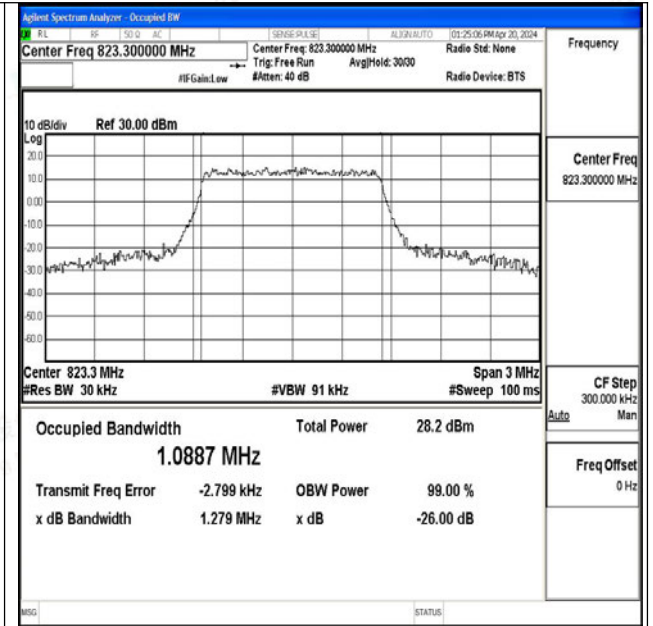 Agilent Spectrum Analyzer - Occupied BW
RL RF 50 Ω AC SENSE:PULSE ALIGN AUTO 01:25:06 PM Apr 20, 2024
Center Freq 823.300000 MHz Center Freq: 823.300000 MHz Radio Std: None Frequency
Trig: Free Run Avg|Hold: 30/30
#IFGain:Low #Atten: 40 dB Radio Device: BTS
10 dB/div Ref 30.00 dBm
Log
20.0
10.0
0.00
-10.0
-20.0
-30.0
-40.0
-50.0
-60.0
Center Freq
823.300000 MHz
Center 823.3 MHz Span 3 MHz
#Res BW 30 kHz #VBW 91 kHz #Sweep 100 ms
CF Step
300.000 kHz
Auto Man
Occupied Bandwidth Total Power 28.2 dBm
1.0887 MHz
Transmit Freq Error -2.799 kHz OBW Power 99.00 %
x dB Bandwidth 1.279 MHz x dB -26.00 dB
Freq Offset
0 Hz
MSG STATUS